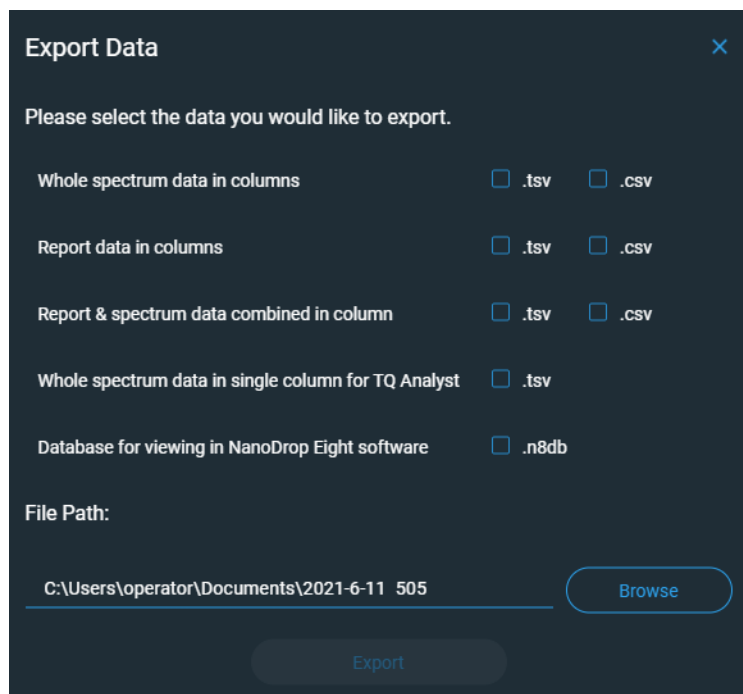 Export Data
Please select the data you would like to export.
Whole spectrum data in columns .tsv .csv
Report data in columns .tsv .csv
Report & spectrum data combined in column .tsv .csv
Whole spectrum data in single column for TQ Analyst .tsv
Database for viewing in NanoDrop Eight software .n8db
File Path:
C:\Users\operator\Documents\2021-6-11  505 Browse
Export